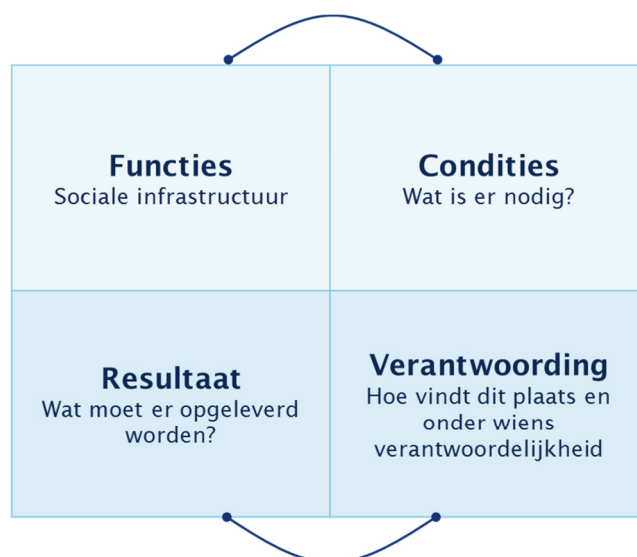 Functies
Sociale infrastructuur
Condities
Wat is er nodig?
Resultaat
Wat moet er opgeleverd
worden?
Verantwoording
Hoe vindt dit plaats en
onder wiens
verantwoordelijkheid